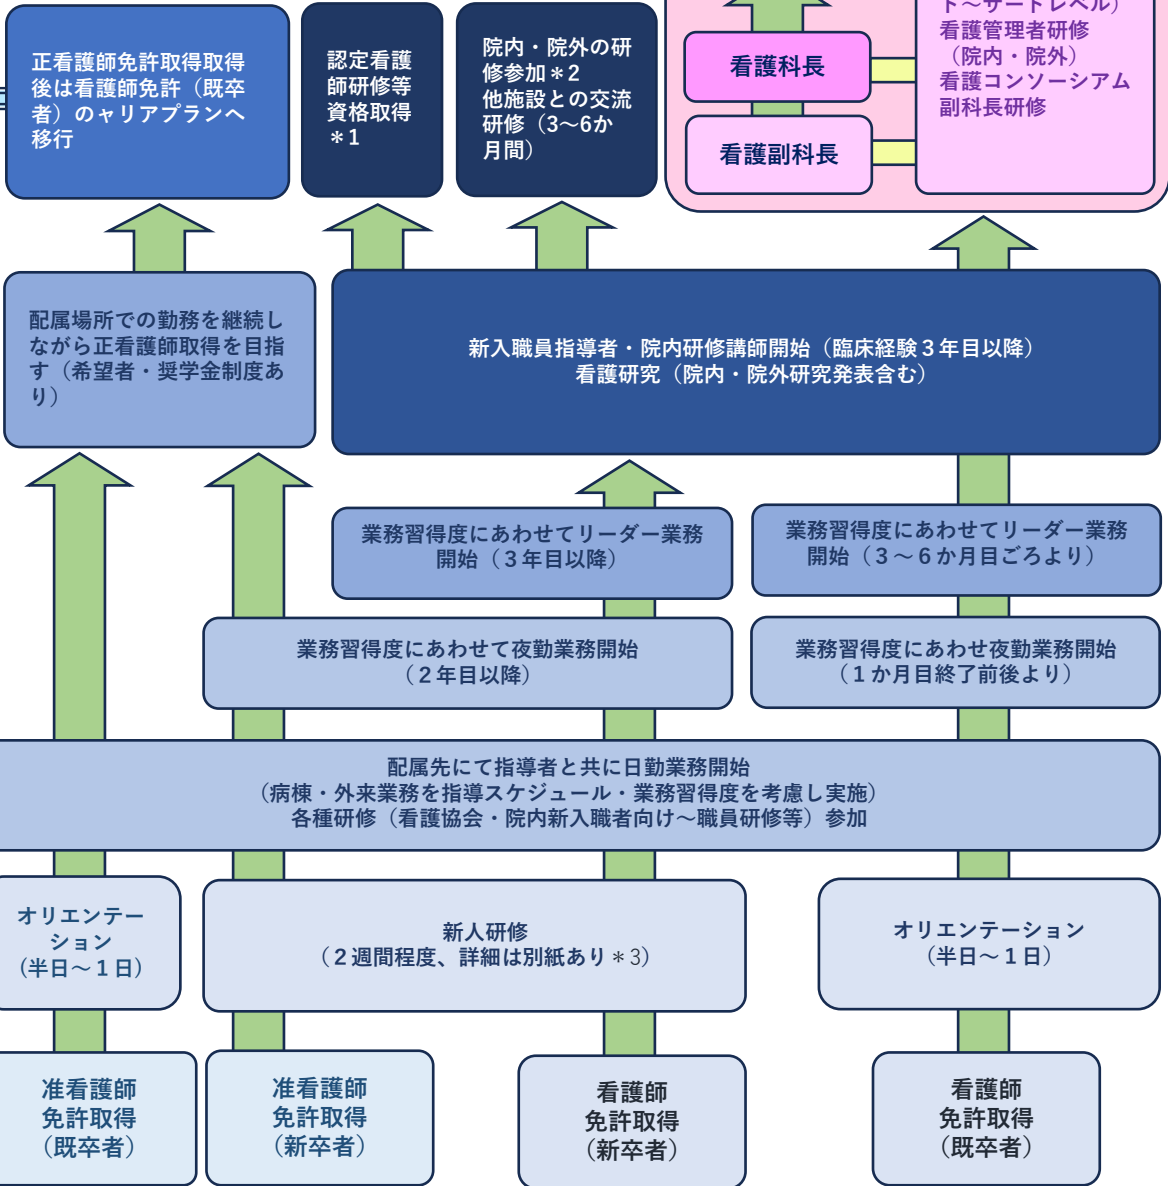 正看護師免許取得取得
後は看護師免許（既卒
者）のャリアプランへ
移行
認定看護
師研修等
資格取得
＊1
院内・院外の研
修参加＊2
他施設との交流
研修（3～6か
月間）
看護科長
看護副科長
ト～サードレベル）
看護管理者研修
（院内・院外）
看護コンソーシアム
副科長研修
配属場所での勤務を継続し
ながら正看護師取得を目指
す（希望者・奨学金制度あ
り）
新入職員指導者・院内研修講師開始（臨床経験３年目以降）
看護研究（院内・院外研究発表含む）
業務習得度にあわせてリーダー業務
開始（３年目以降）
業務習得度にあわせてリーダー業務
開始（３～６か月目ごろより）
業務習得度にあわせて夜勤業務開始
（２年目以降）
業務習得度にあわせ夜勤業務開始
（１か月目終了前後より）
配属先にて指導者と共に日勤業務開始
（病棟・外来業務を指導スケジュール・業務習得度を考慮し実施）
各種研修（看護協会・院内新入職者向け～職員研修等）参加
オリエンテー
ション
（半日～１日）
新人研修
（２週間程度、詳細は別紙あり＊3）
オリエンテーション
（半日～１日）
准看護師
免許取得
（既卒者）
准看護師
免許取得
（新卒者）
看護師
免許取得
（新卒者）
看護師
免許取得
（既卒者）